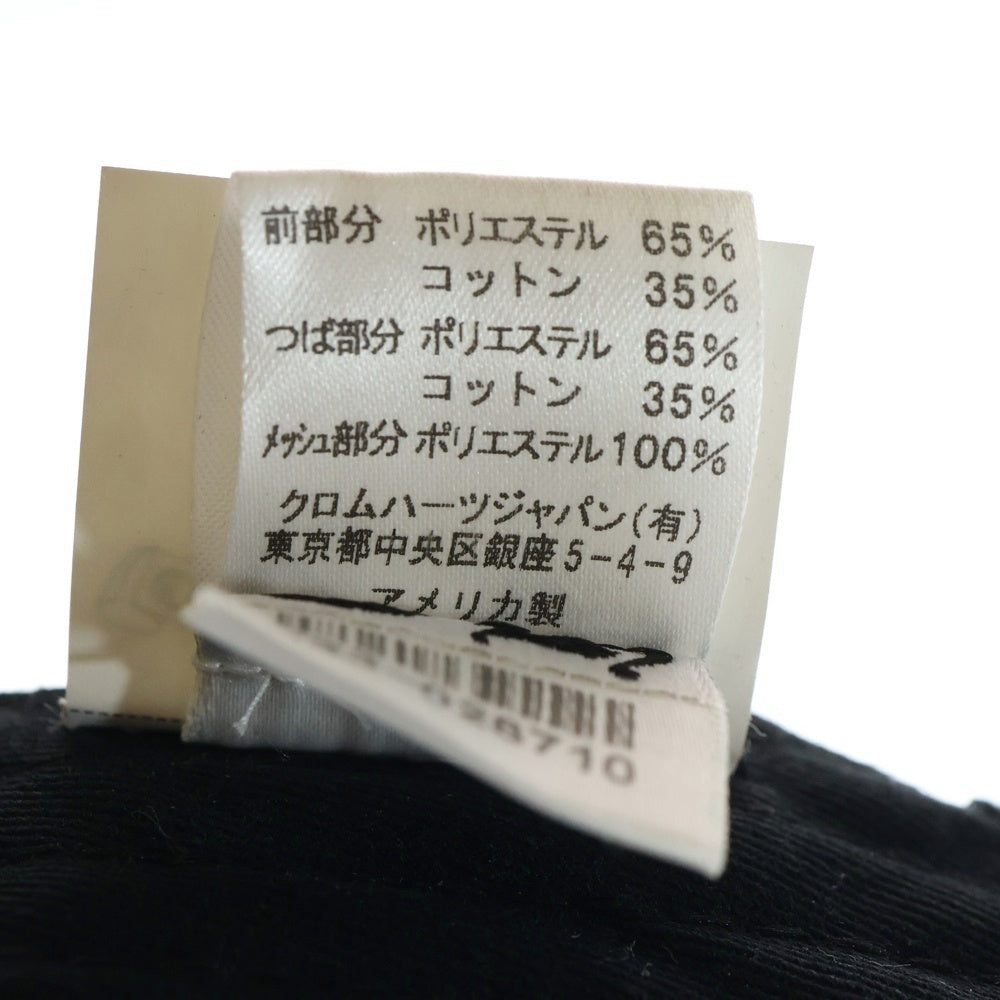 前部分 ポリエステル 65%
コットン 35%
つば部分 ポリエステル 65%
コットン 35%
メッシュ部分 ポリエステル 100%
クロムハーツジャパン(有)
東京都中央区銀座5-4-9
アメリカ製
028710